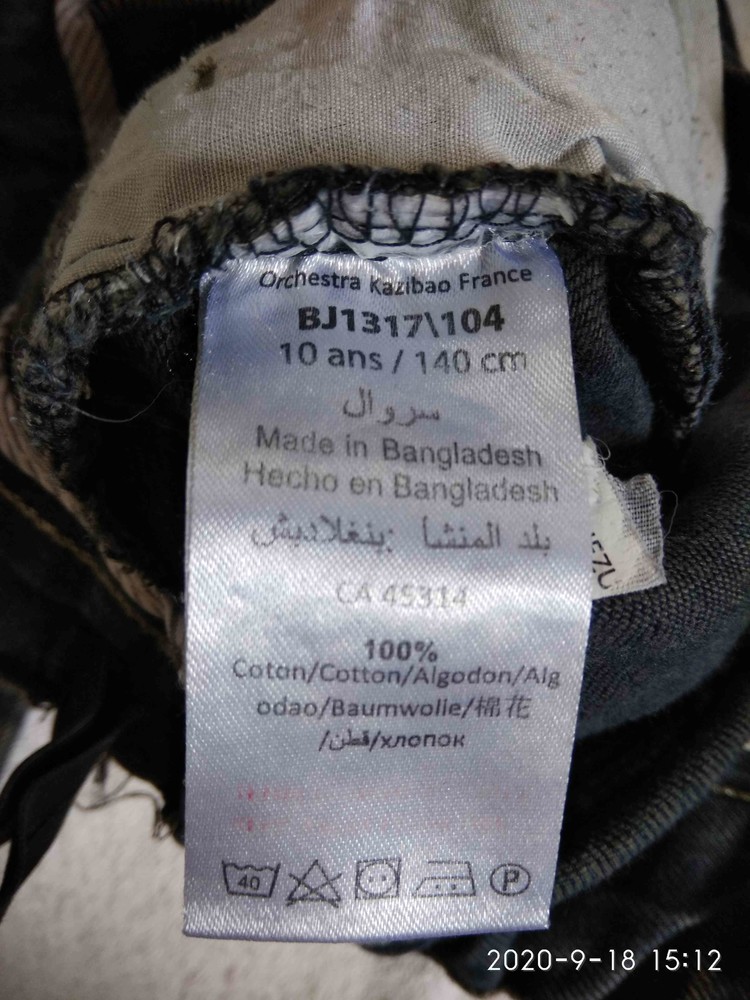 Orchestra Kazibao France
BJ1317\104
10 ans / 140 cm
سروال
Made in Bangladesh
Hecho en Bangladesh
بلد المنشأ :بنغلاديش
CA 45314
100%
Coton/Cotton/Algodon/Alg
odao/Baumwolle/棉花
/قطن/хлопок
40
P
2020-9-18 15:12